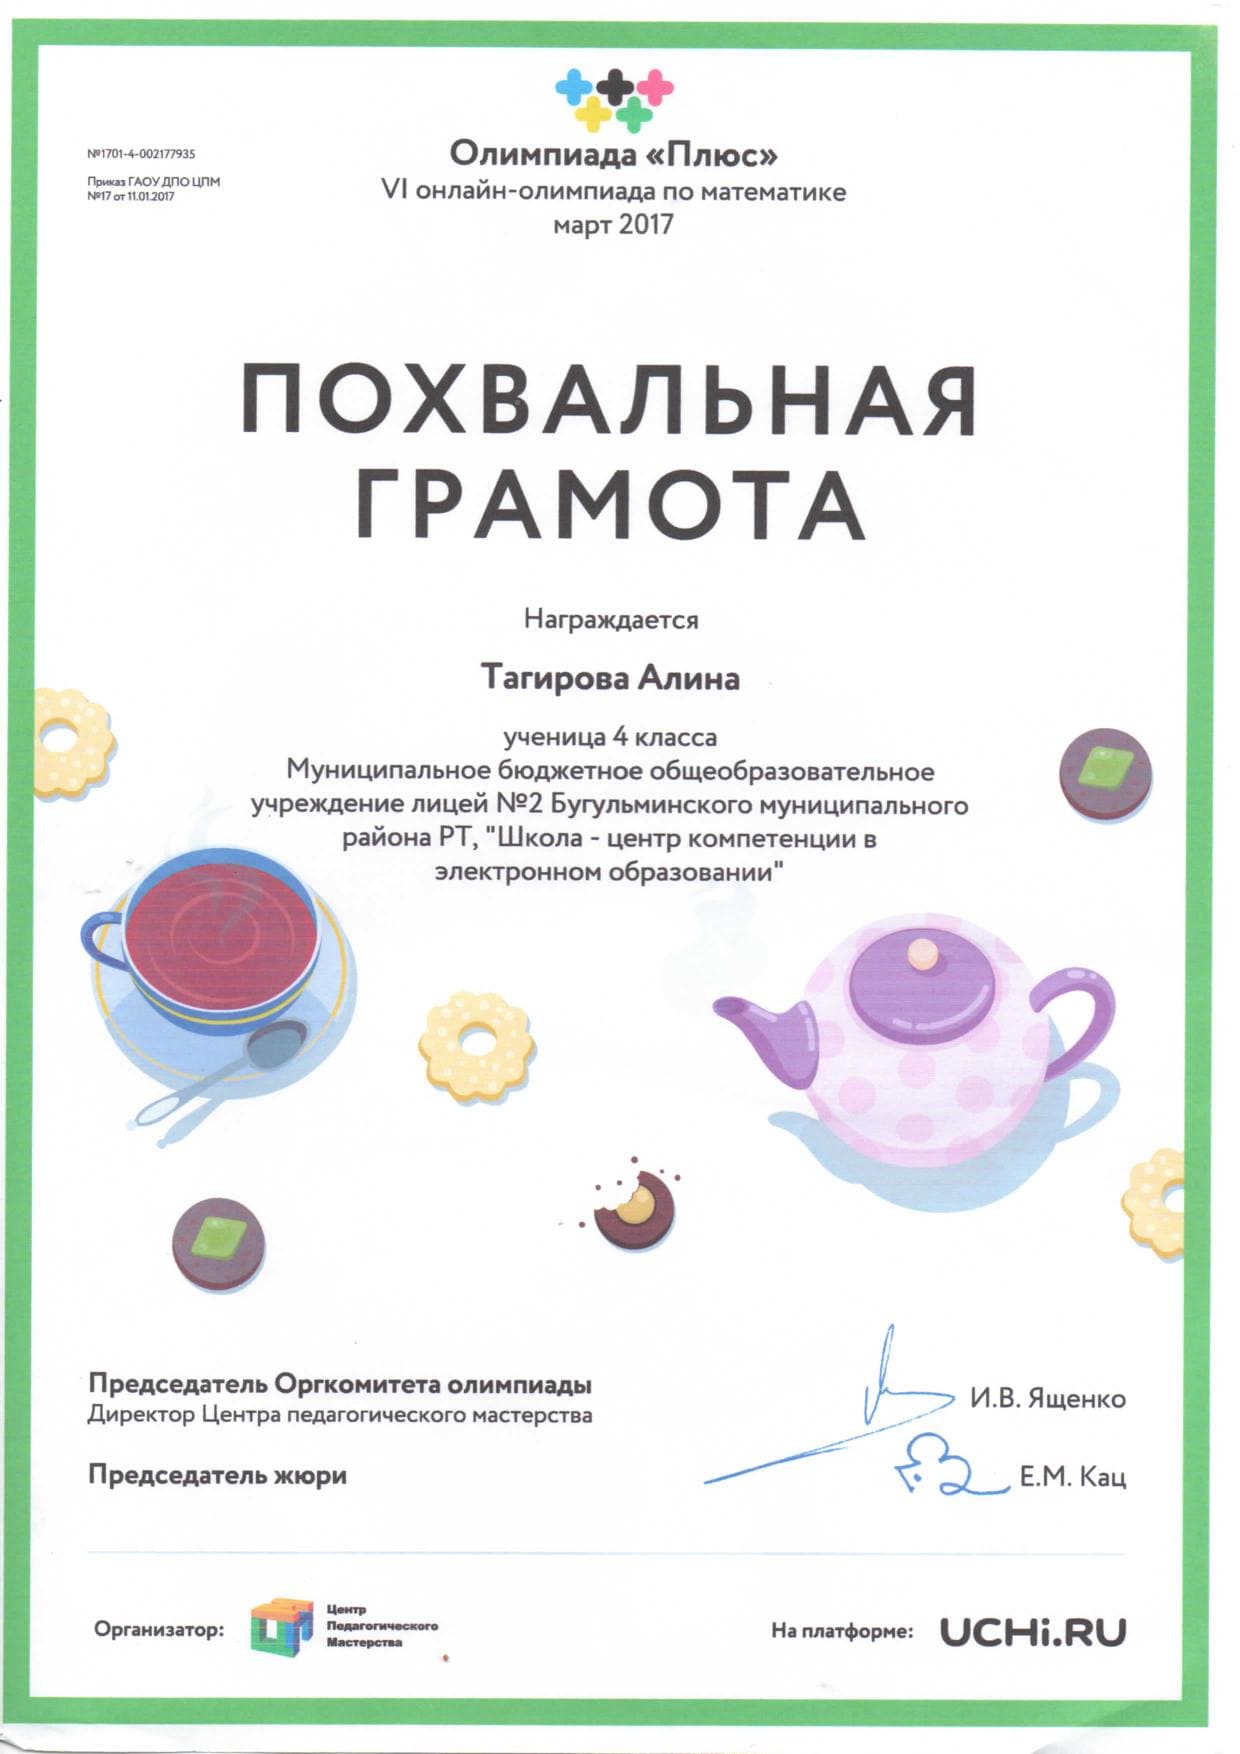 №1701-4-002177935
Приказ ГАОУ ДПО ЦПМ
№17 от 11.01.2017
Олимпиада «Плюс»
VI онлайн-олимпиада по математике
март 2017
ПОХВАЛЬНАЯ
ГРАМОТА
Награждается
Тагирова Алина
ученица 4 класса
Муниципальное бюджетное общеобразовательное
учреждение лицей №2 Бугульминского муниципального
района РТ, "Школа - центр компетенции в
электронном образовании"
Председатель Оргкомитета олимпиады
Директор Центра педагогического мастерства
И.В. Ященко
Председатель жюри
Е.М. Кац
Организатор:
Центр
Педагогического
Мастерства
На платформе:
UCHi.RU